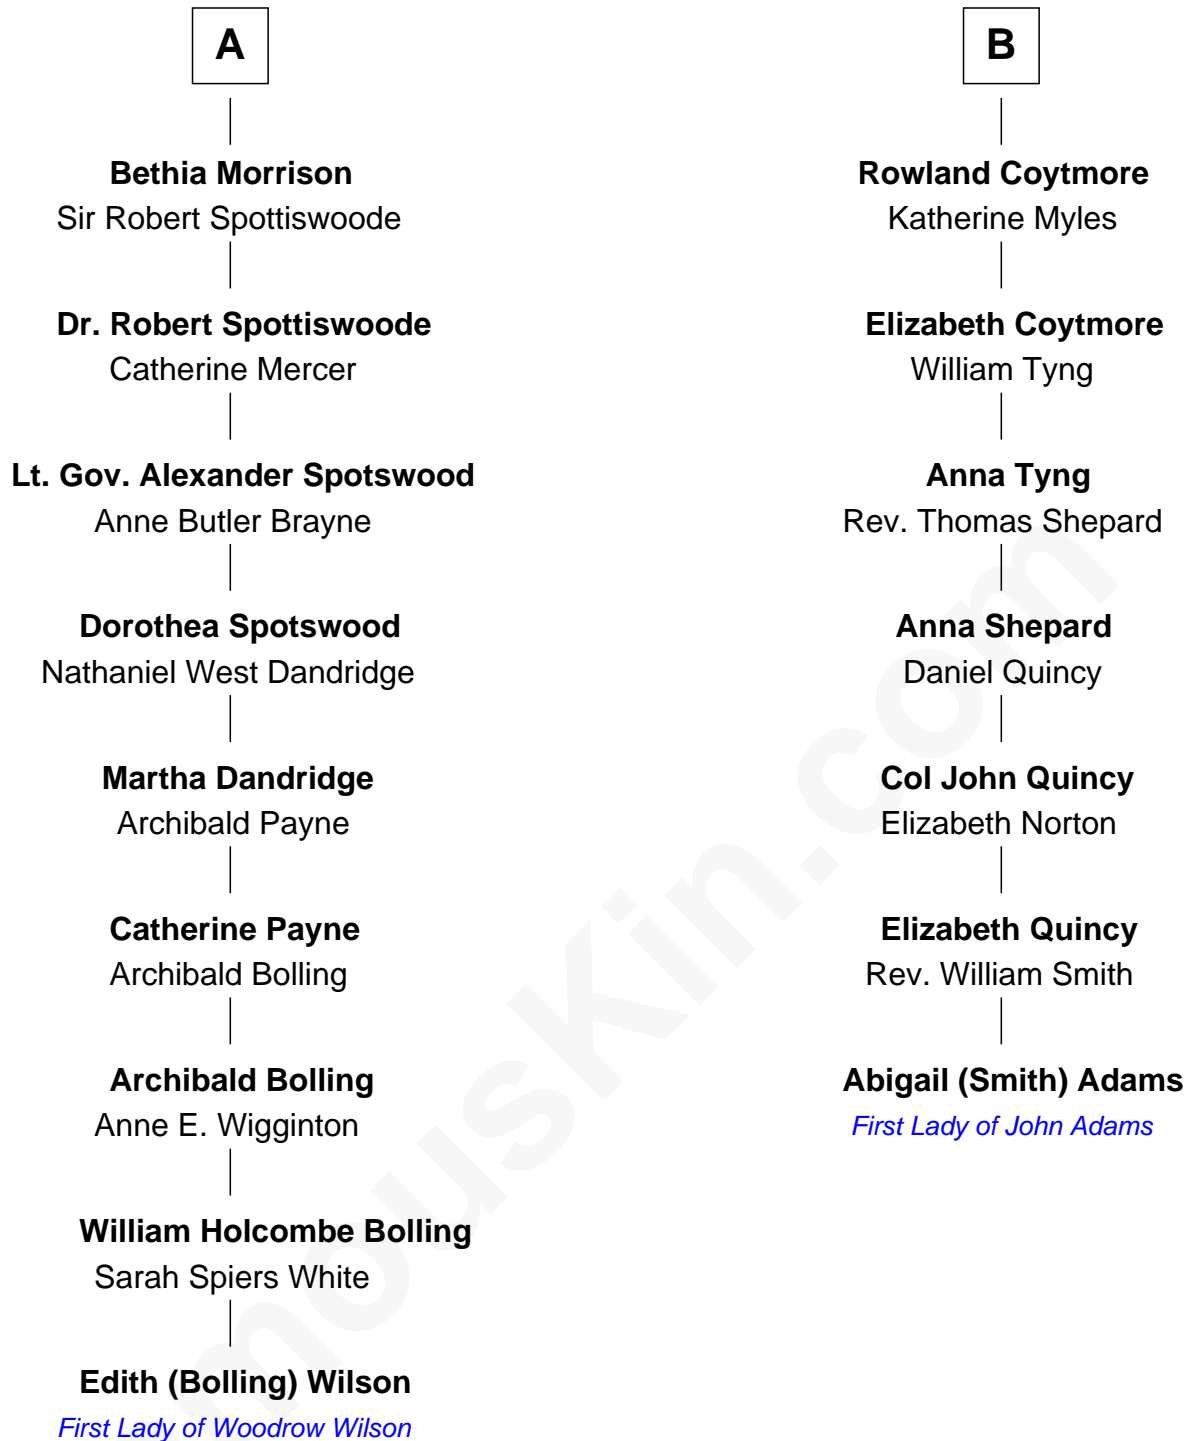 A
Bethia Morrison
Sir Robert Spottiswoode
Dr. Robert Spottiswoode
Catherine Mercer
Lt. Gov. Alexander Spotswood
Anne Butler Brayne
Dorothea Spotswood
Nathaniel West Dandridge
Martha Dandridge
Archibald Payne
Catherine Payne
Archibald Bolling
Archibald Bolling
Anne E. Wigginton
William Holcombe Bolling
Sarah Spiers White
Edith (Bolling) Wilson
First Lady of Woodrow Wilson
B
Rowland Coytmore
Katherine Myles
Elizabeth Coytmore
William Tyng
Anna Tyng
Rev. Thomas Shepard
Anna Shepard
Daniel Quincy
Col John Quincy
Elizabeth Norton
Elizabeth Quincy
Rev. William Smith
Abigail (Smith) Adams
First Lady of John Adams
mousKin.com